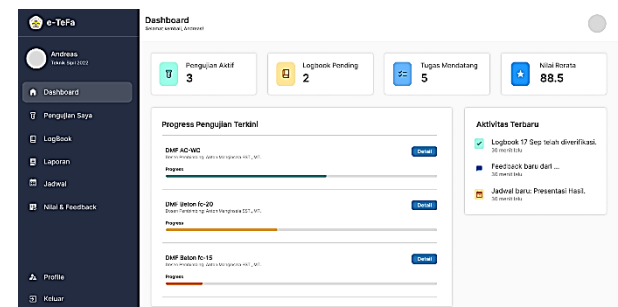 e-TeFa
Andreas
Teknik Sipil 2022
Dashboard
Pengujian Saya
LogBook
Laporan
Jadwal
Nilai & Feedback
Profile
Keluar
Dashboard
Selamat kembali, Andreas!
Pengujian Aktif
3
Logbook Pending
2
Tugas Mendatang
5
Nilai Rerata
88.5
Progress Pengujian Terkini
DMF AC-WC
Detail
Progress
DMF Beton fc-20
Detail
Progress
DMF Beton fc-15
Detail
Progress
Aktivitas Terbaru
Logbook 17 Sep telah diverifikasi.
30 menit lalu
Feedback baru dari ...
30 menit lalu
Jadwal baru: Presentasi Hasil.
30 menit lalu